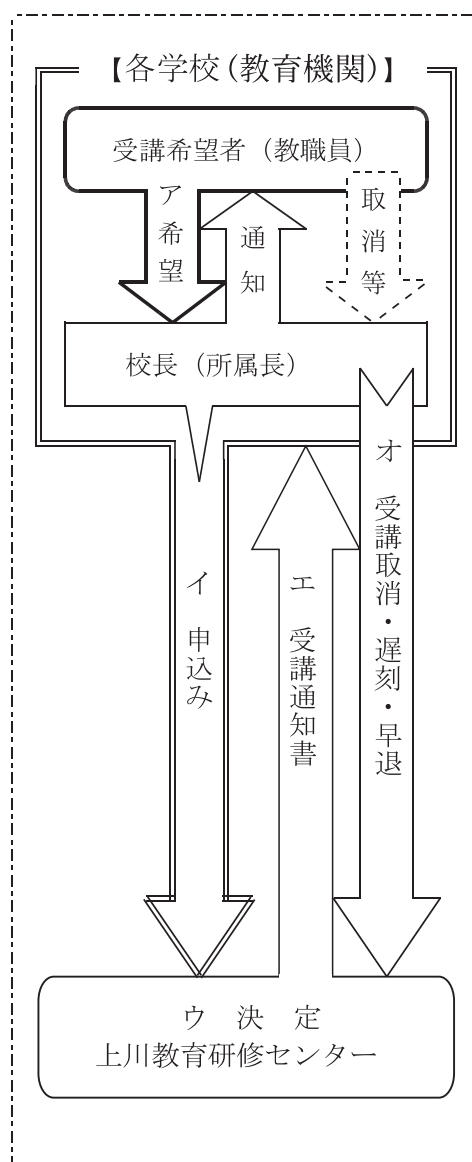 【各学校(教育機関)】
受講希望者（教職員）
ア希望
通知
取消等
校長（所属長）
オ 受講取消・遅刻・早退
イ 申込み
エ 受講通知書
ウ 決 定
上川教育研修センター